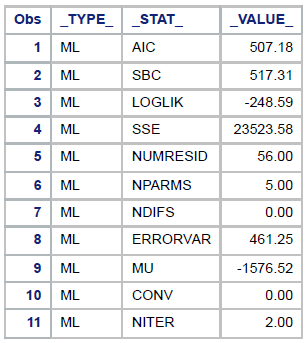 Obs _TYPE_ _STAT_ _VALUE_
1 ML AIC 507.18
2 ML SBC 517.31
3 ML LOGLIK -248.59
4 ML SSE 23523.58
5 ML NUMRESID 56.00
6 ML NPARMS 5.00
7 ML NDIFS 0.00
8 ML ERRORVAR 461.25
9 ML MU -1576.52
10 ML CONV 0.00
11 ML NITER 2.00